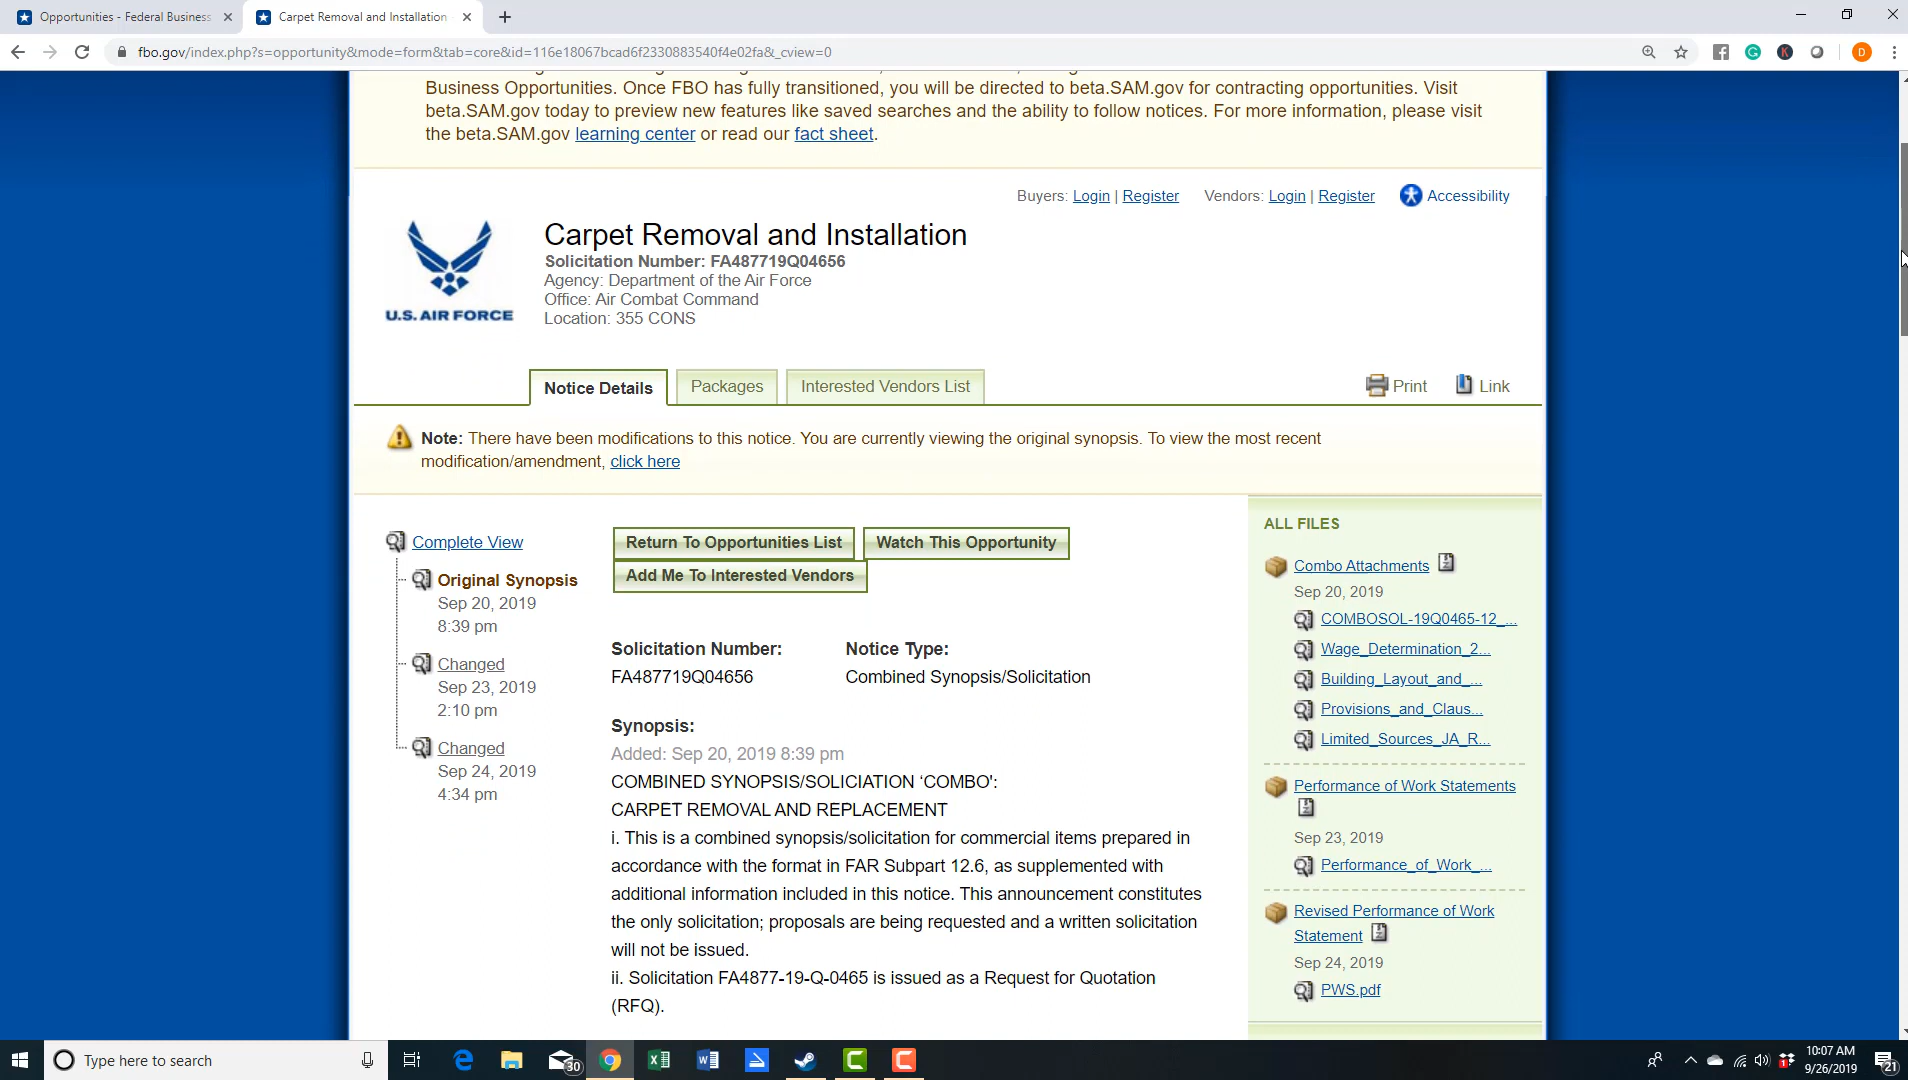 Opportunities - Federal Business
Carpet Removal and Installation
fbo.gov/index.php?s=opportunity&mode=form&tab=core&id=116e18067bcad6f2330883540f4e02fa&_cview=0
D
Business Opportunities. Once FBO has fully transitioned, you will be directed to beta.SAM.gov for contracting opportunities. Visit
beta.SAM.gov today to preview new features like saved searches and the ability to follow notices. For more information, please visit
the beta.SAM.gov learning center or read our fact sheet.
Buyers: Login | Register Vendors: Login | Register Accessibility
U.S. AIR FORCE
Carpet Removal and Installation
Solicitation Number: FA487719Q04656
Agency: Department of the Air Force
Office: Air Combat Command
Location: 355 CONS
Notice Details Packages Interested Vendors List Print Link
Note: There have been modifications to this notice. You are currently viewing the original synopsis. To view the most recent
modification/amendment, click here
Complete View
Original Synopsis
Sep 20, 2019
8:39 pm
Changed
Sep 23, 2019
2:10 pm
Changed
Sep 24, 2019
4:34 pm
Return To Opportunities List Watch This Opportunity
Add Me To Interested Vendors
Solicitation Number: Notice Type:
FA487719Q04656 Combined Synopsis/Solicitation
Synopsis:
Added: Sep 20, 2019 8:39 pm
COMBINED SYNOPSIS/SOLICIATION ‘COMBO':
CARPET REMOVAL AND REPLACEMENT
i. This is a combined synopsis/solicitation for commercial items prepared in
accordance with the format in FAR Subpart 12.6, as supplemented with
additional information included in this notice. This announcement constitutes
the only solicitation; proposals are being requested and a written solicitation
will not be issued.
ii. Solicitation FA4877-19-Q-0465 is issued as a Request for Quotation
(RFQ).
ALL FILES
Combo Attachments
Sep 20, 2019
COMBOSOL-19Q0465-12_...
Wage_Determination_2...
Building_Layout_and_...
Provisions_and_Claus...
Limited_Sources_JA_R...
Performance of Work Statements
Sep 23, 2019
Performance_of_Work_...
Revised Performance of Work
Statement
Sep 24, 2019
PWS.pdf
Type here to search
30
10:07 AM
9/26/2019
21